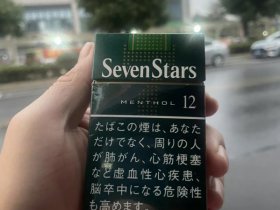 SevenStars
MENTHOL 12
たばこの煙は、あなた
だけでなく、周りの人
が肺がん、心筋梗塞
など虚血性心疾患、
脳卒中になる危険性
も高めます。